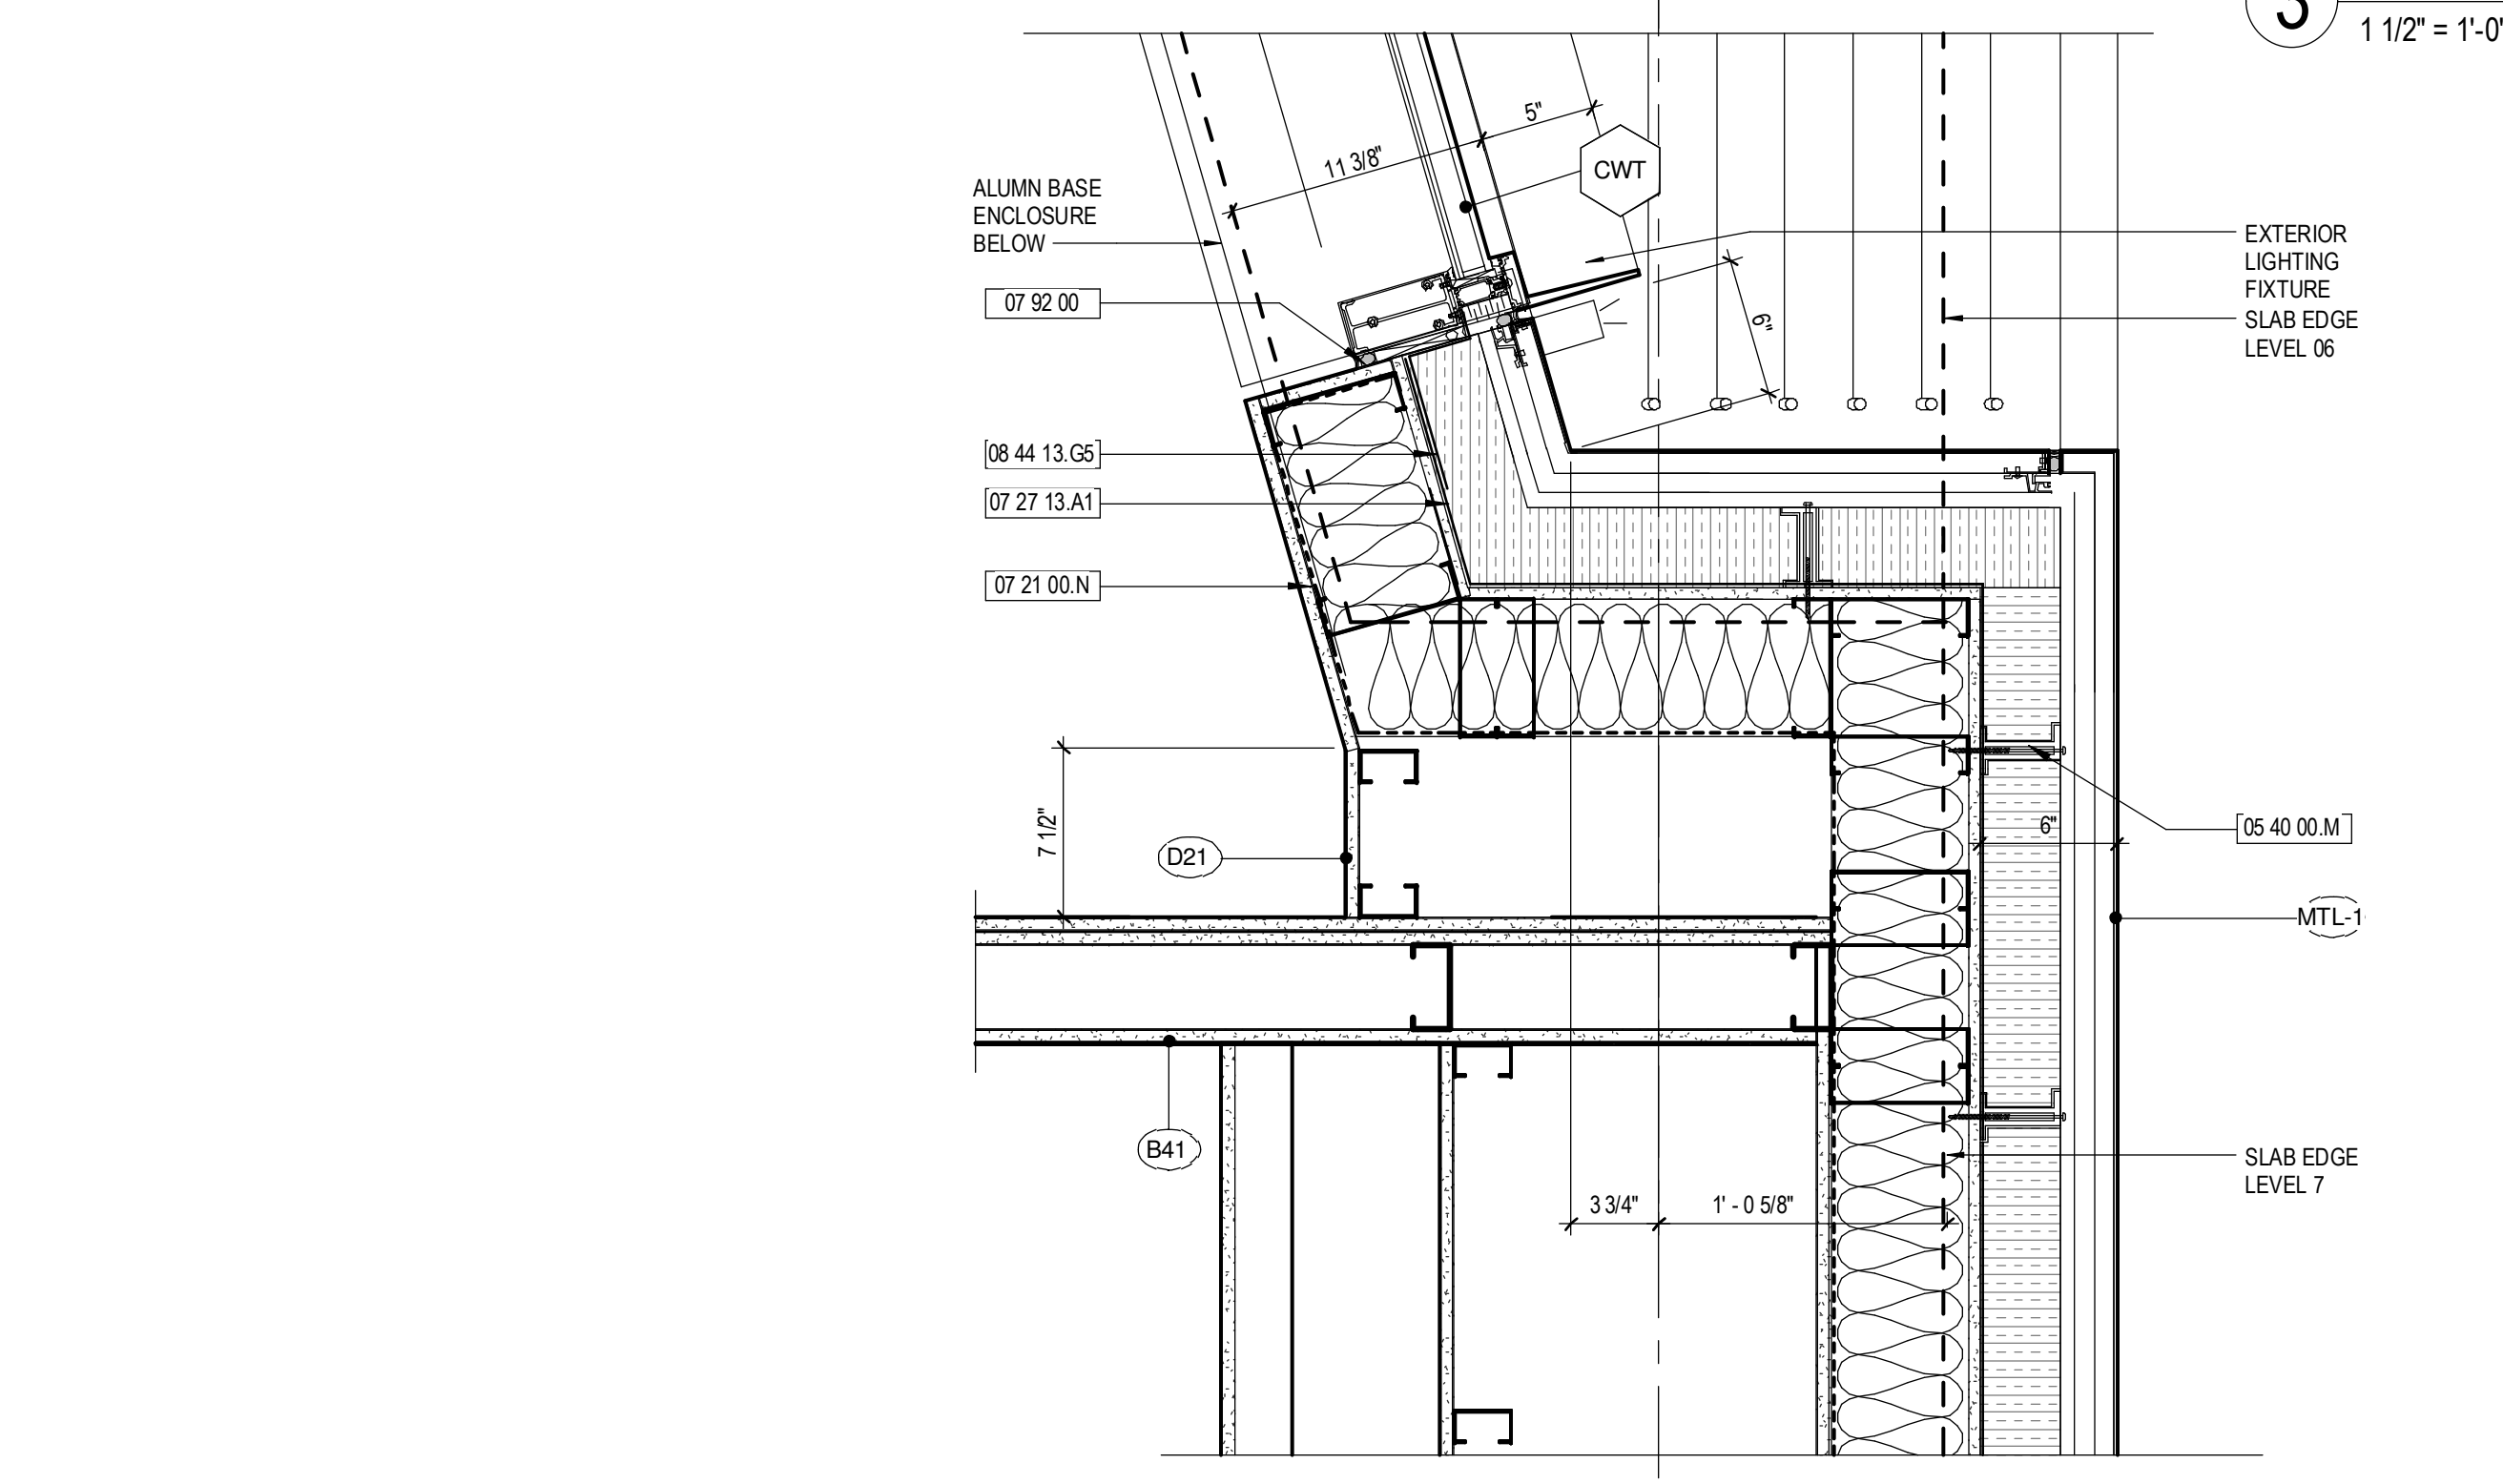 3
1 1/2" = 1'-0"
5"
11 3/8"
CWT
ALUMN BASE
ENCLOSURE
BELOW
EXTERIOR
LIGHTING
FIXTURE
SLAB EDGE
LEVEL 06
07 92 00
6"
08 44 13.G5
07 27 13.A1
07 21 00.N
7 1/2"
D21
6"
05 40 00.M
MTL-1
B41
SLAB EDGE
LEVEL 7
3 3/4"
1' - 0 5/8"